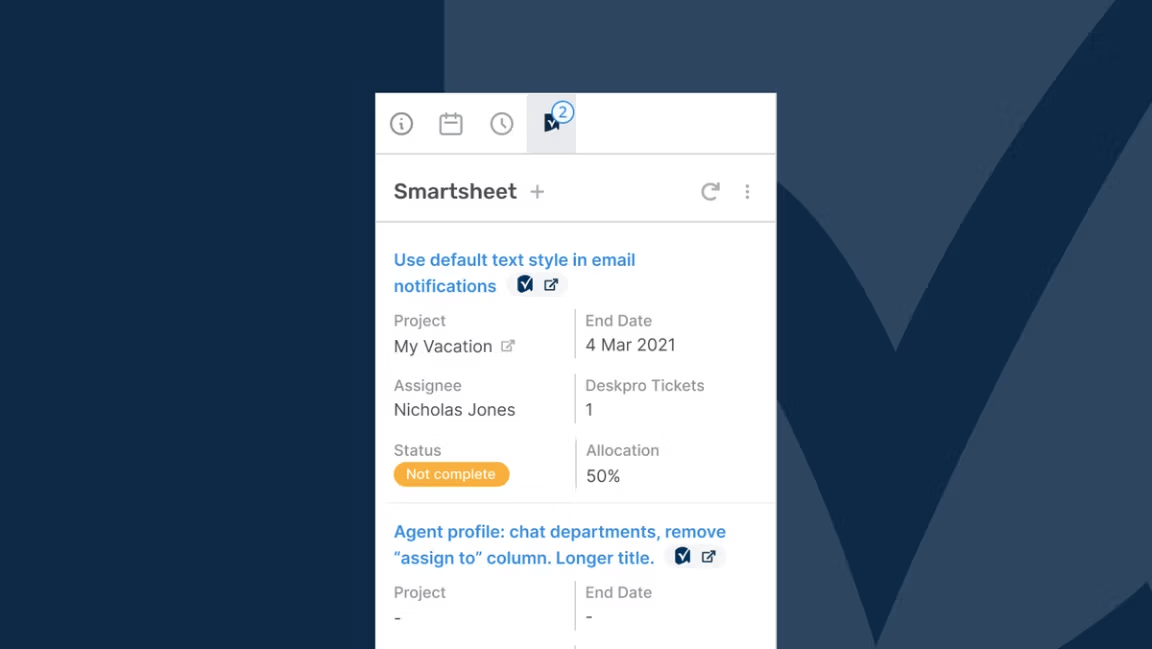 2
Smartsheet +
Use default text style in email
notifications
Project
End Date
My Vacation
4 Mar 2021
Assignee
Deskpro Tickets
Nicholas Jones
1
Status
Allocation
Not complete
50%
Agent profile: chat departments, remove
“assign to” column. Longer title.
Project
End Date
-
-